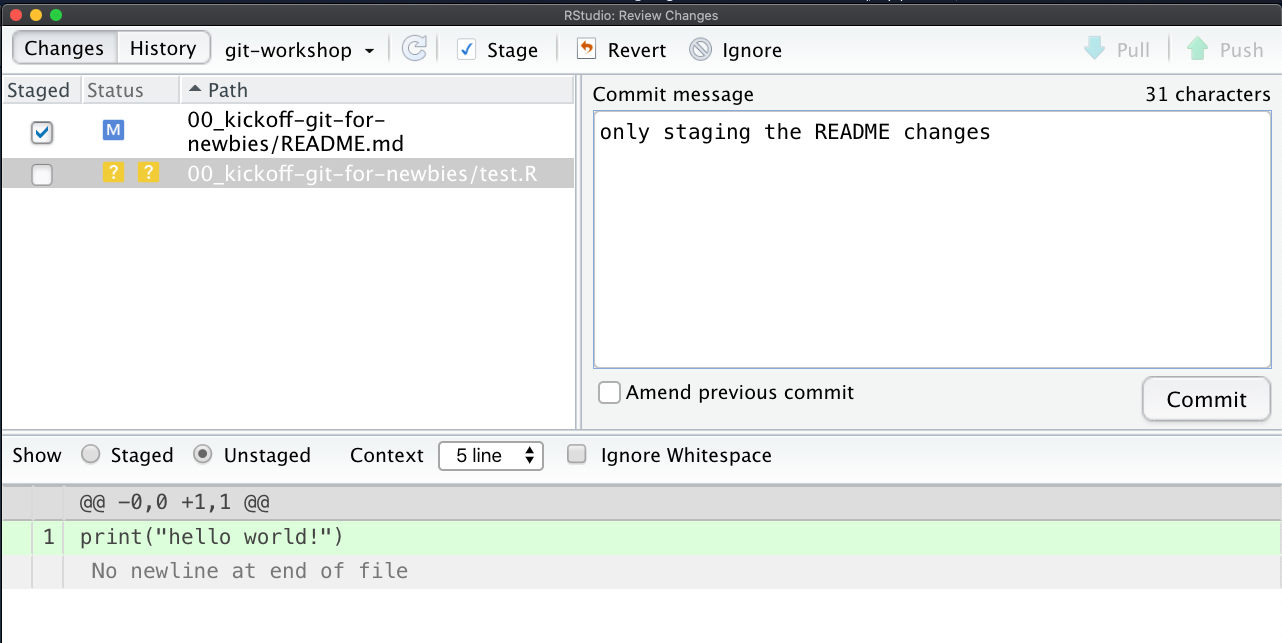 RStudio: Review Changes
Changes History git-workshop Stage Revert Ignore Pull Push
Staged Status Path
M 00_kickoff-git-for-
newbies/README.md
? ? 00_kickoff-git-for-newbies/test.R
Commit message 31 characters
only staging the README changes
Amend previous commit Commit
Show Staged Unstaged Context 5 line Ignore Whitespace
@@ -0,0 +1,1 @@
1 print("hello world!")
No newline at end of file